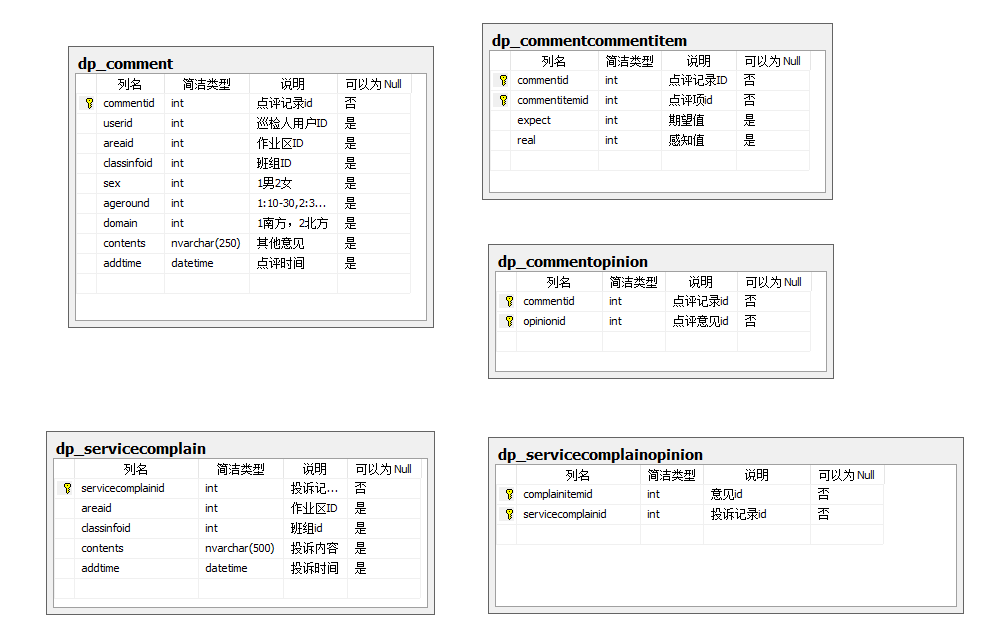 dp_comment
列名 简洁类型 说明 可以为 Null
commentid int 点评记录id 否
userid int 巡检人用户ID 是
areaid int 作业区ID 是
classinfoid int 班组ID 是
sex int 1男2女 是
ageround int 1:10-30,2:3... 是
domain int 1南方，2北方 是
contents nvarchar(250) 其他意见 是
addtime datetime 点评时间 是
dp_commentcommentitem
列名 简洁类型 说明 可以为 Null
commentid int 点评记录ID 否
commentitemid int 点评项id 否
expect int 期望值 是
real int 感知值 是
dp_commentopinion
列名 简洁类型 说明 可以为 Null
commentid int 点评记录id 否
opinionid int 点评意见id 否
dp_servicecomplain
列名 简洁类型 说明 可以为 Null
servicecomplainid int 投诉记... 否
areaid int 作业区ID 是
classinfoid int 班组id 是
contents nvarchar(500) 投诉内容 是
addtime datetime 投诉时间 是
dp_servicecomplainopinion
列名 简洁类型 说明 可以为 Null
complainitemid int 意见id 否
servicecomplainid int 投诉记录id 否